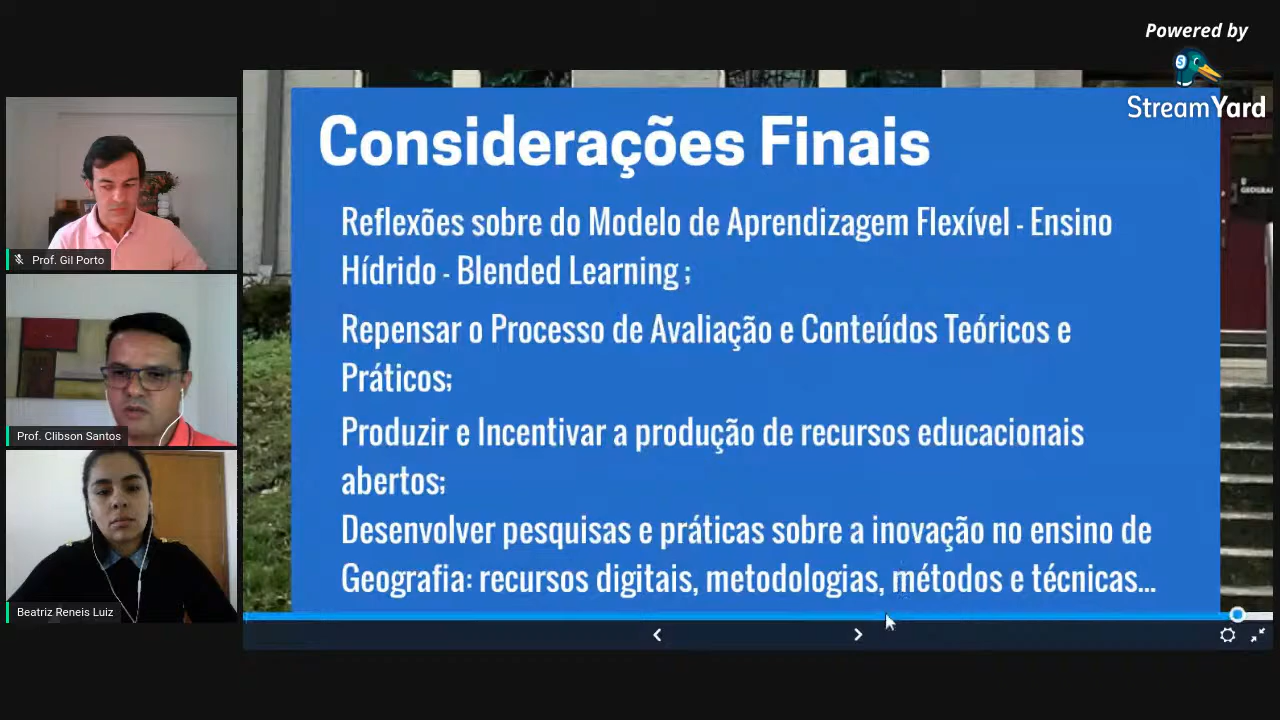 Powered by
StreamYard
Considerações Finais
Reflexões sobre do Modelo de Aprendizagem Flexível - Ensino
Hídrido - Blended Learning ;
Repensar o Processo de Avaliação e Conteúdos Teóricos e
Práticos;
Produzir e Incentivar a produção de recursos educacionais
abertos;
Desenvolver pesquisas e práticas sobre a inovação no ensino de
Geografia: recursos digitais, metodologias, métodos e técnicas...
Prof. Gil Porto
Prof. Clibson Santos
Beatriz Reneis Luiz